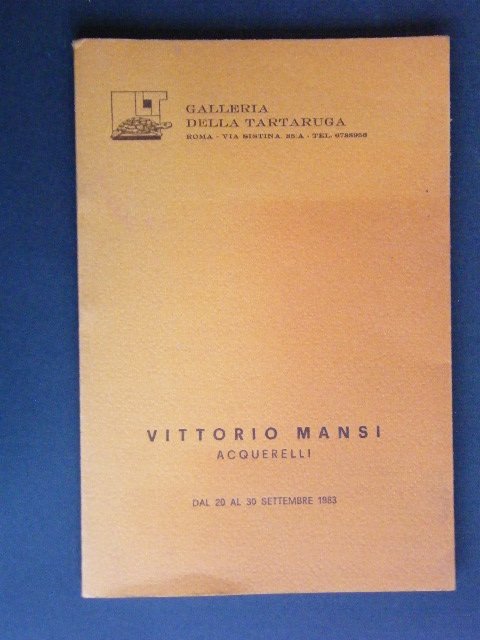 GALLERIA
DELLA TARTARUGA
ROMA - VIA SISTINA 85/A - TEL. 6788956
VITTORIO MANSI
ACQUERELLI
DAL 20 AL 30 SETTEMBRE 1983